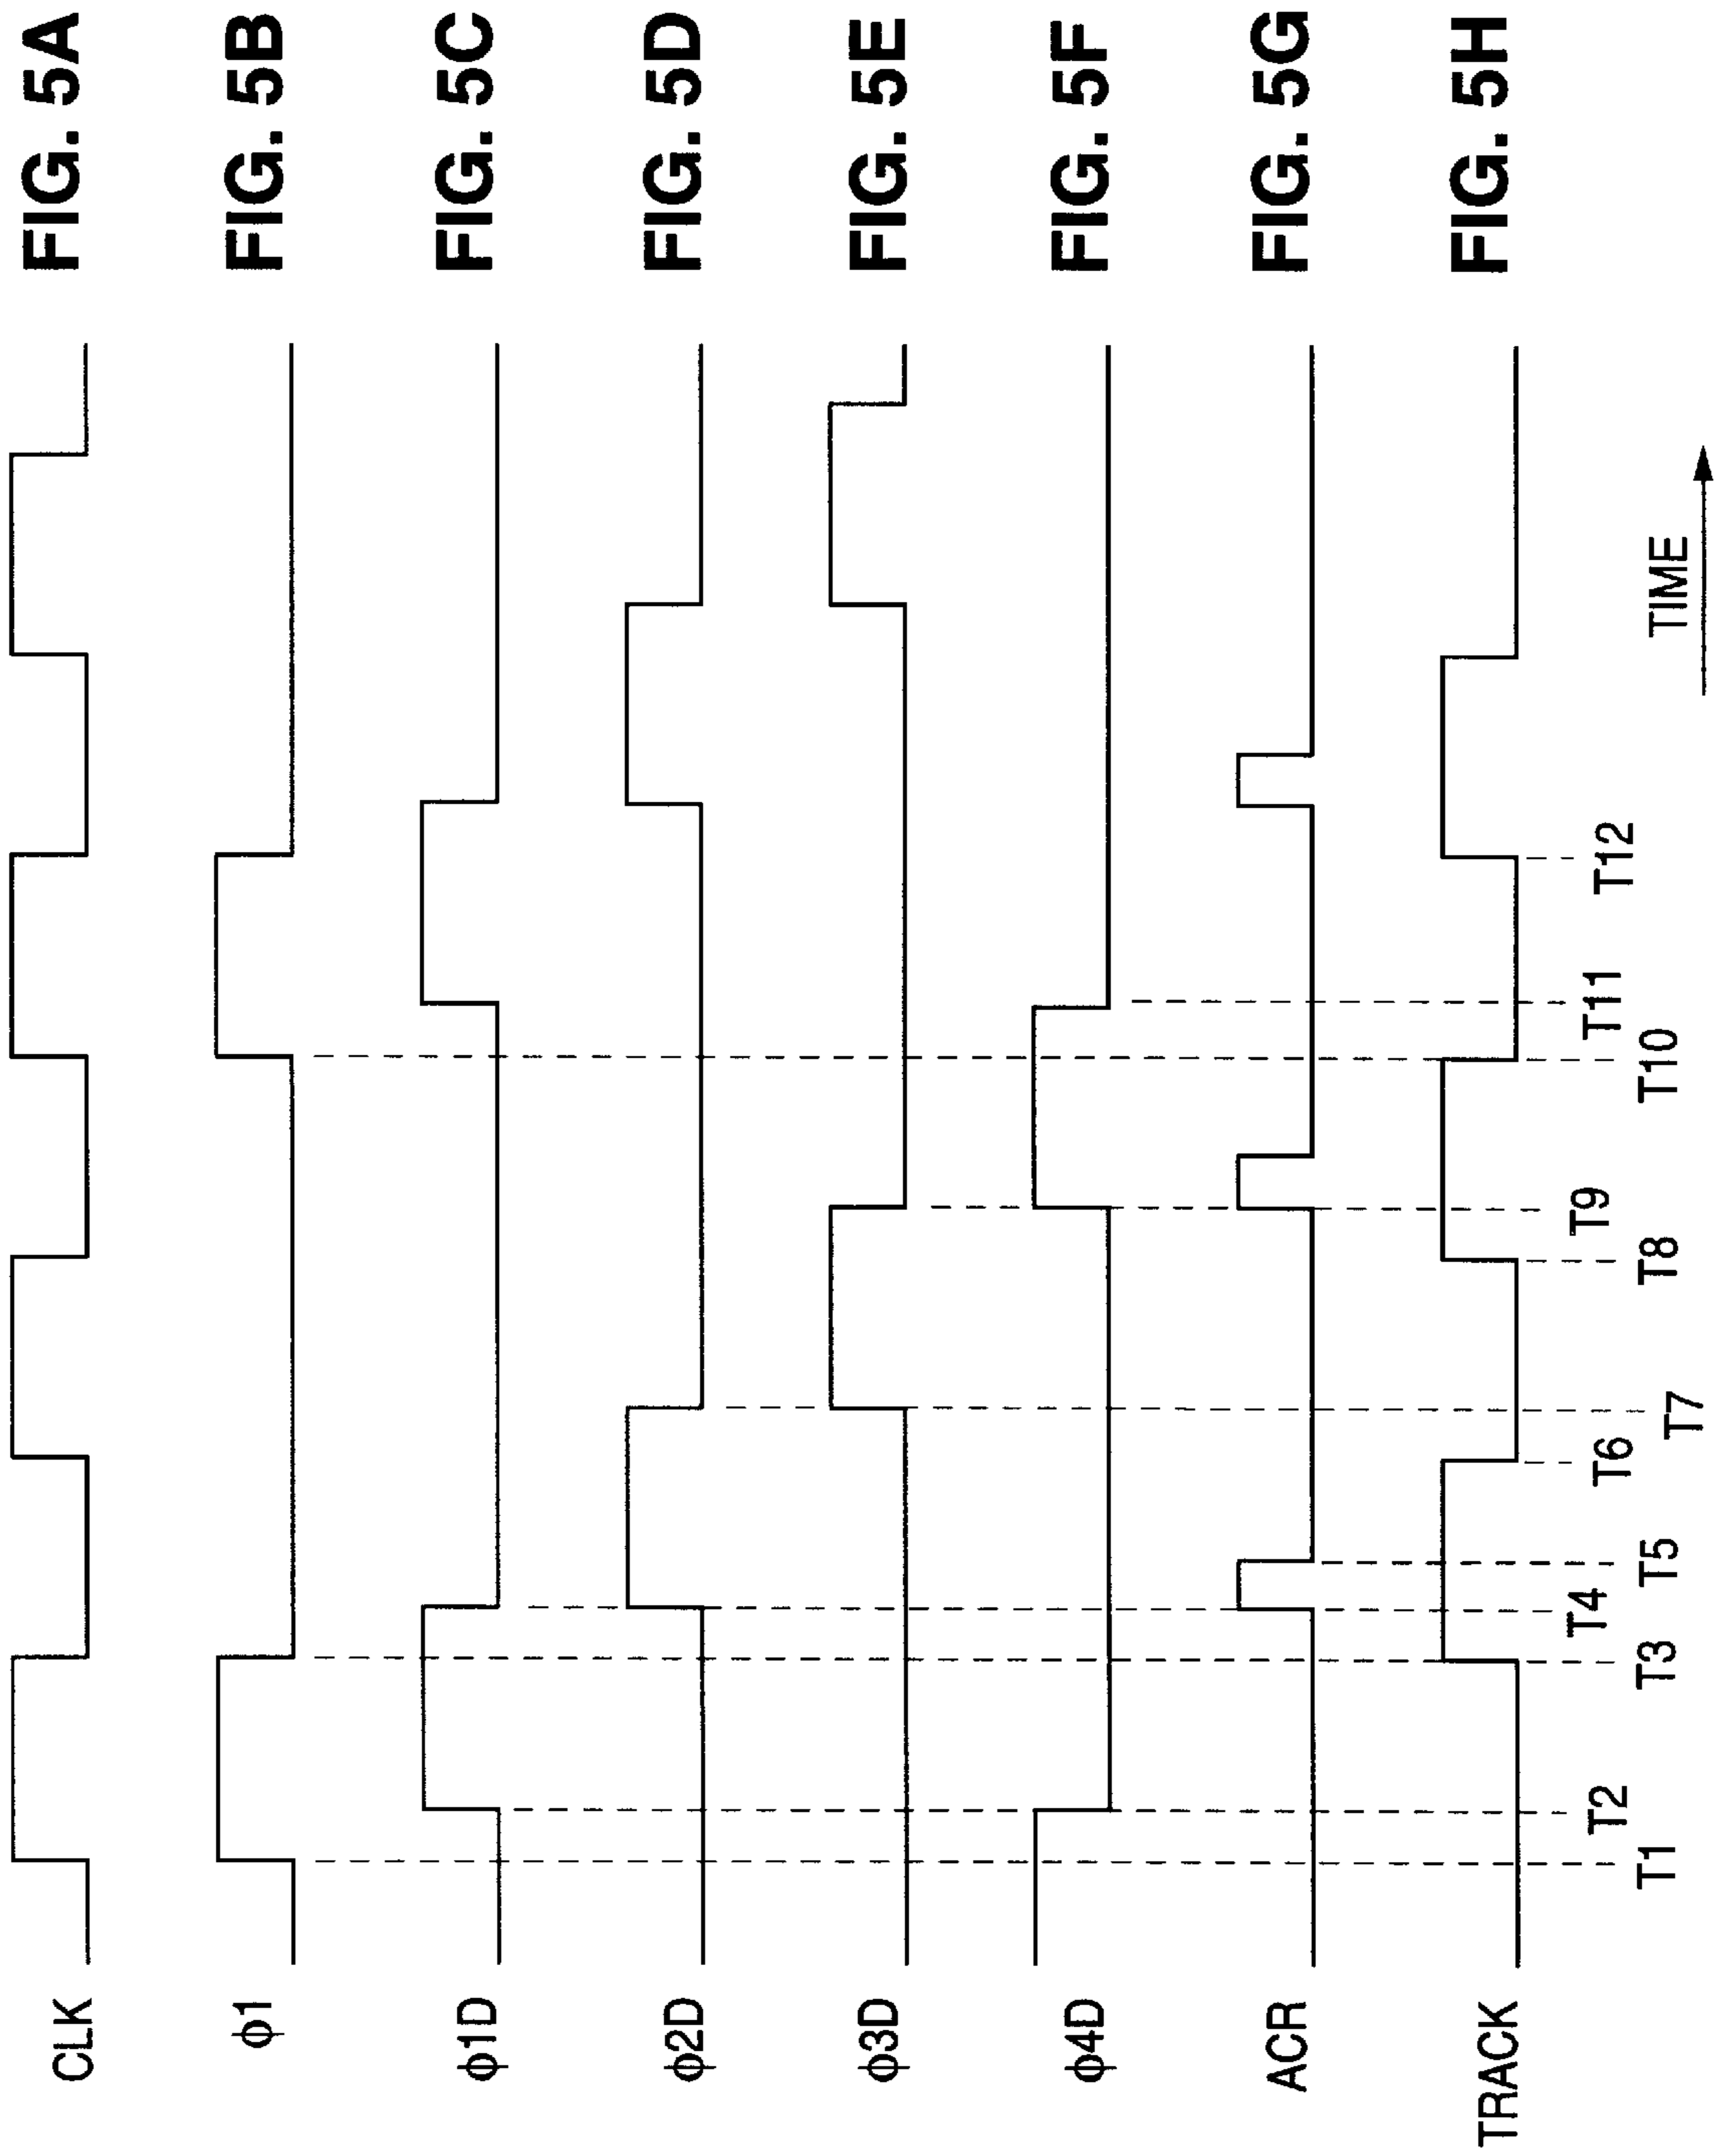 CLK
FIG. 5A
ϕ1
FIG. 5B
ϕ1D
FIG. 5C
ϕ2D
FIG. 5D
ϕ3D
FIG. 5E
ϕ4D
FIG. 5F
ACR
FIG. 5G
TRACK
FIG. 5H
T1
T2
T3
T4
T5
T6
T7
T8
T9
T10
T11
T12
TIME